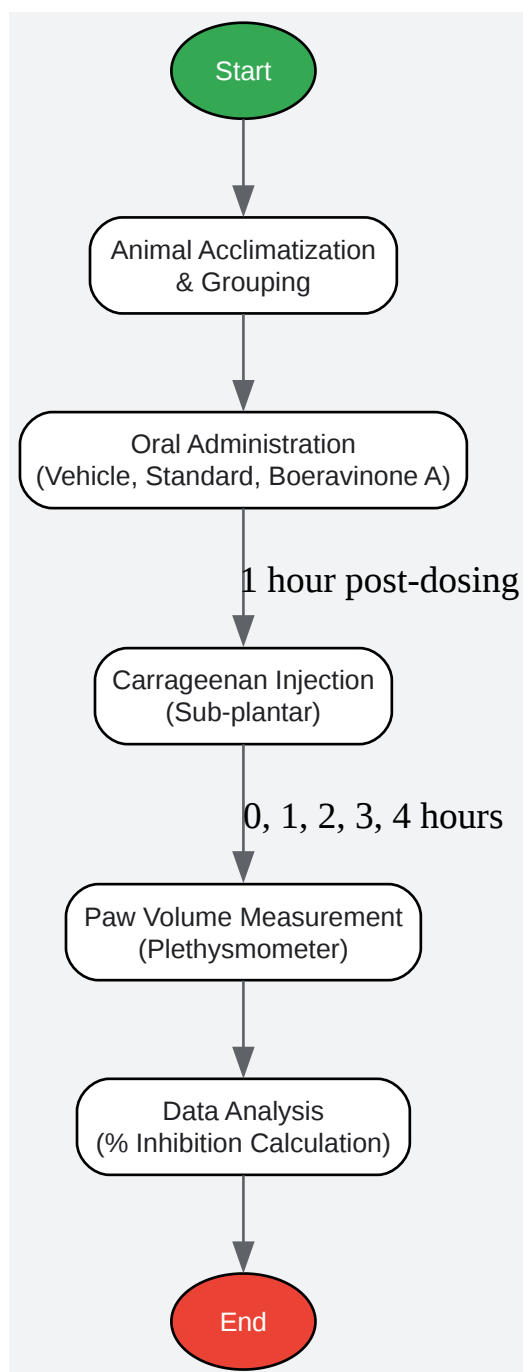 Start
Animal Acclimatization
& Grouping
Oral Administration
(Vehicle, Standard, Boeravinone A)
1 hour post-dosing
Carrageenan Injection
(Sub-plantar)
0, 1, 2, 3, 4 hours
Paw Volume Measurement
(Plethysmometer)
Data Analysis
(% Inhibition Calculation)
End